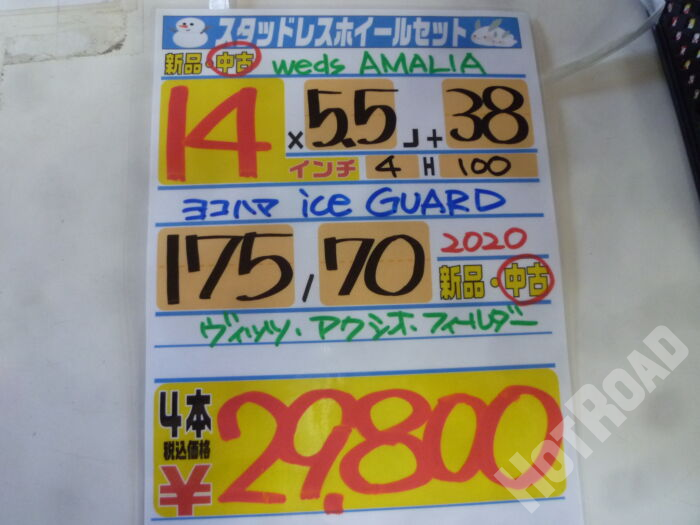 スタッドレスホイールセット
新品・中古 weds AMALIA
14 × 5.5 J + 38
インチ 4 H 100
ヨコハマ ice GUARD
175 / 70 2020
新品・中古
ヴィッツ・アクシオ・フィールダー
4本
税込価格
¥29,800
HOTROAD